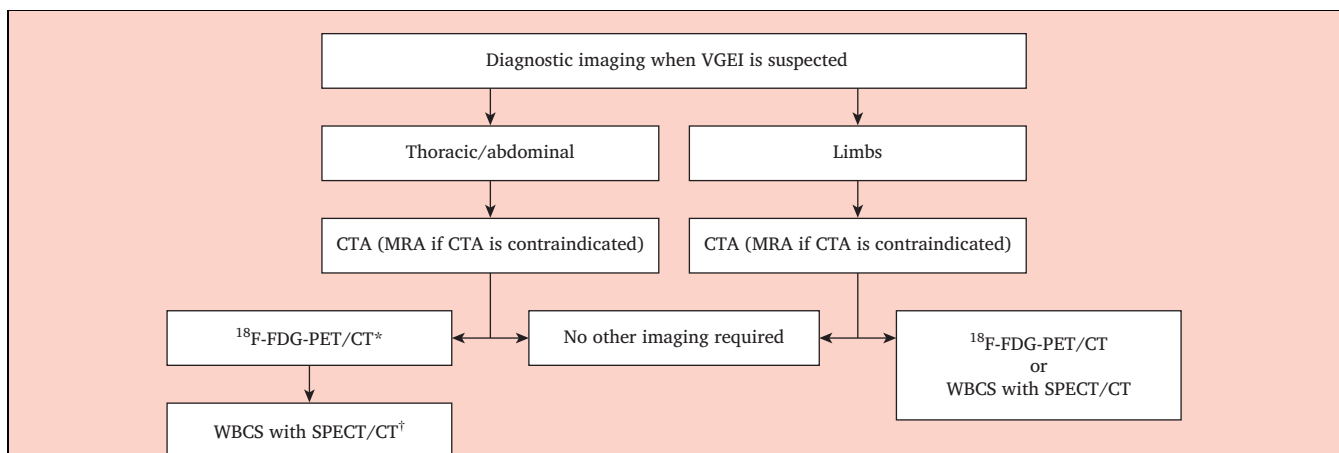 Diagnostic imaging when VGEI is suspected
Thoracic/abdominal
Limbs
CTA (MRA if CTA is contraindicated)
CTA (MRA if CTA is contraindicated)
¹⁸F-FDG-PET/CT*
No other imaging required
¹⁸F-FDG-PET/CT
or
WBCS with SPECT/CT
WBCS with SPECT/CT†